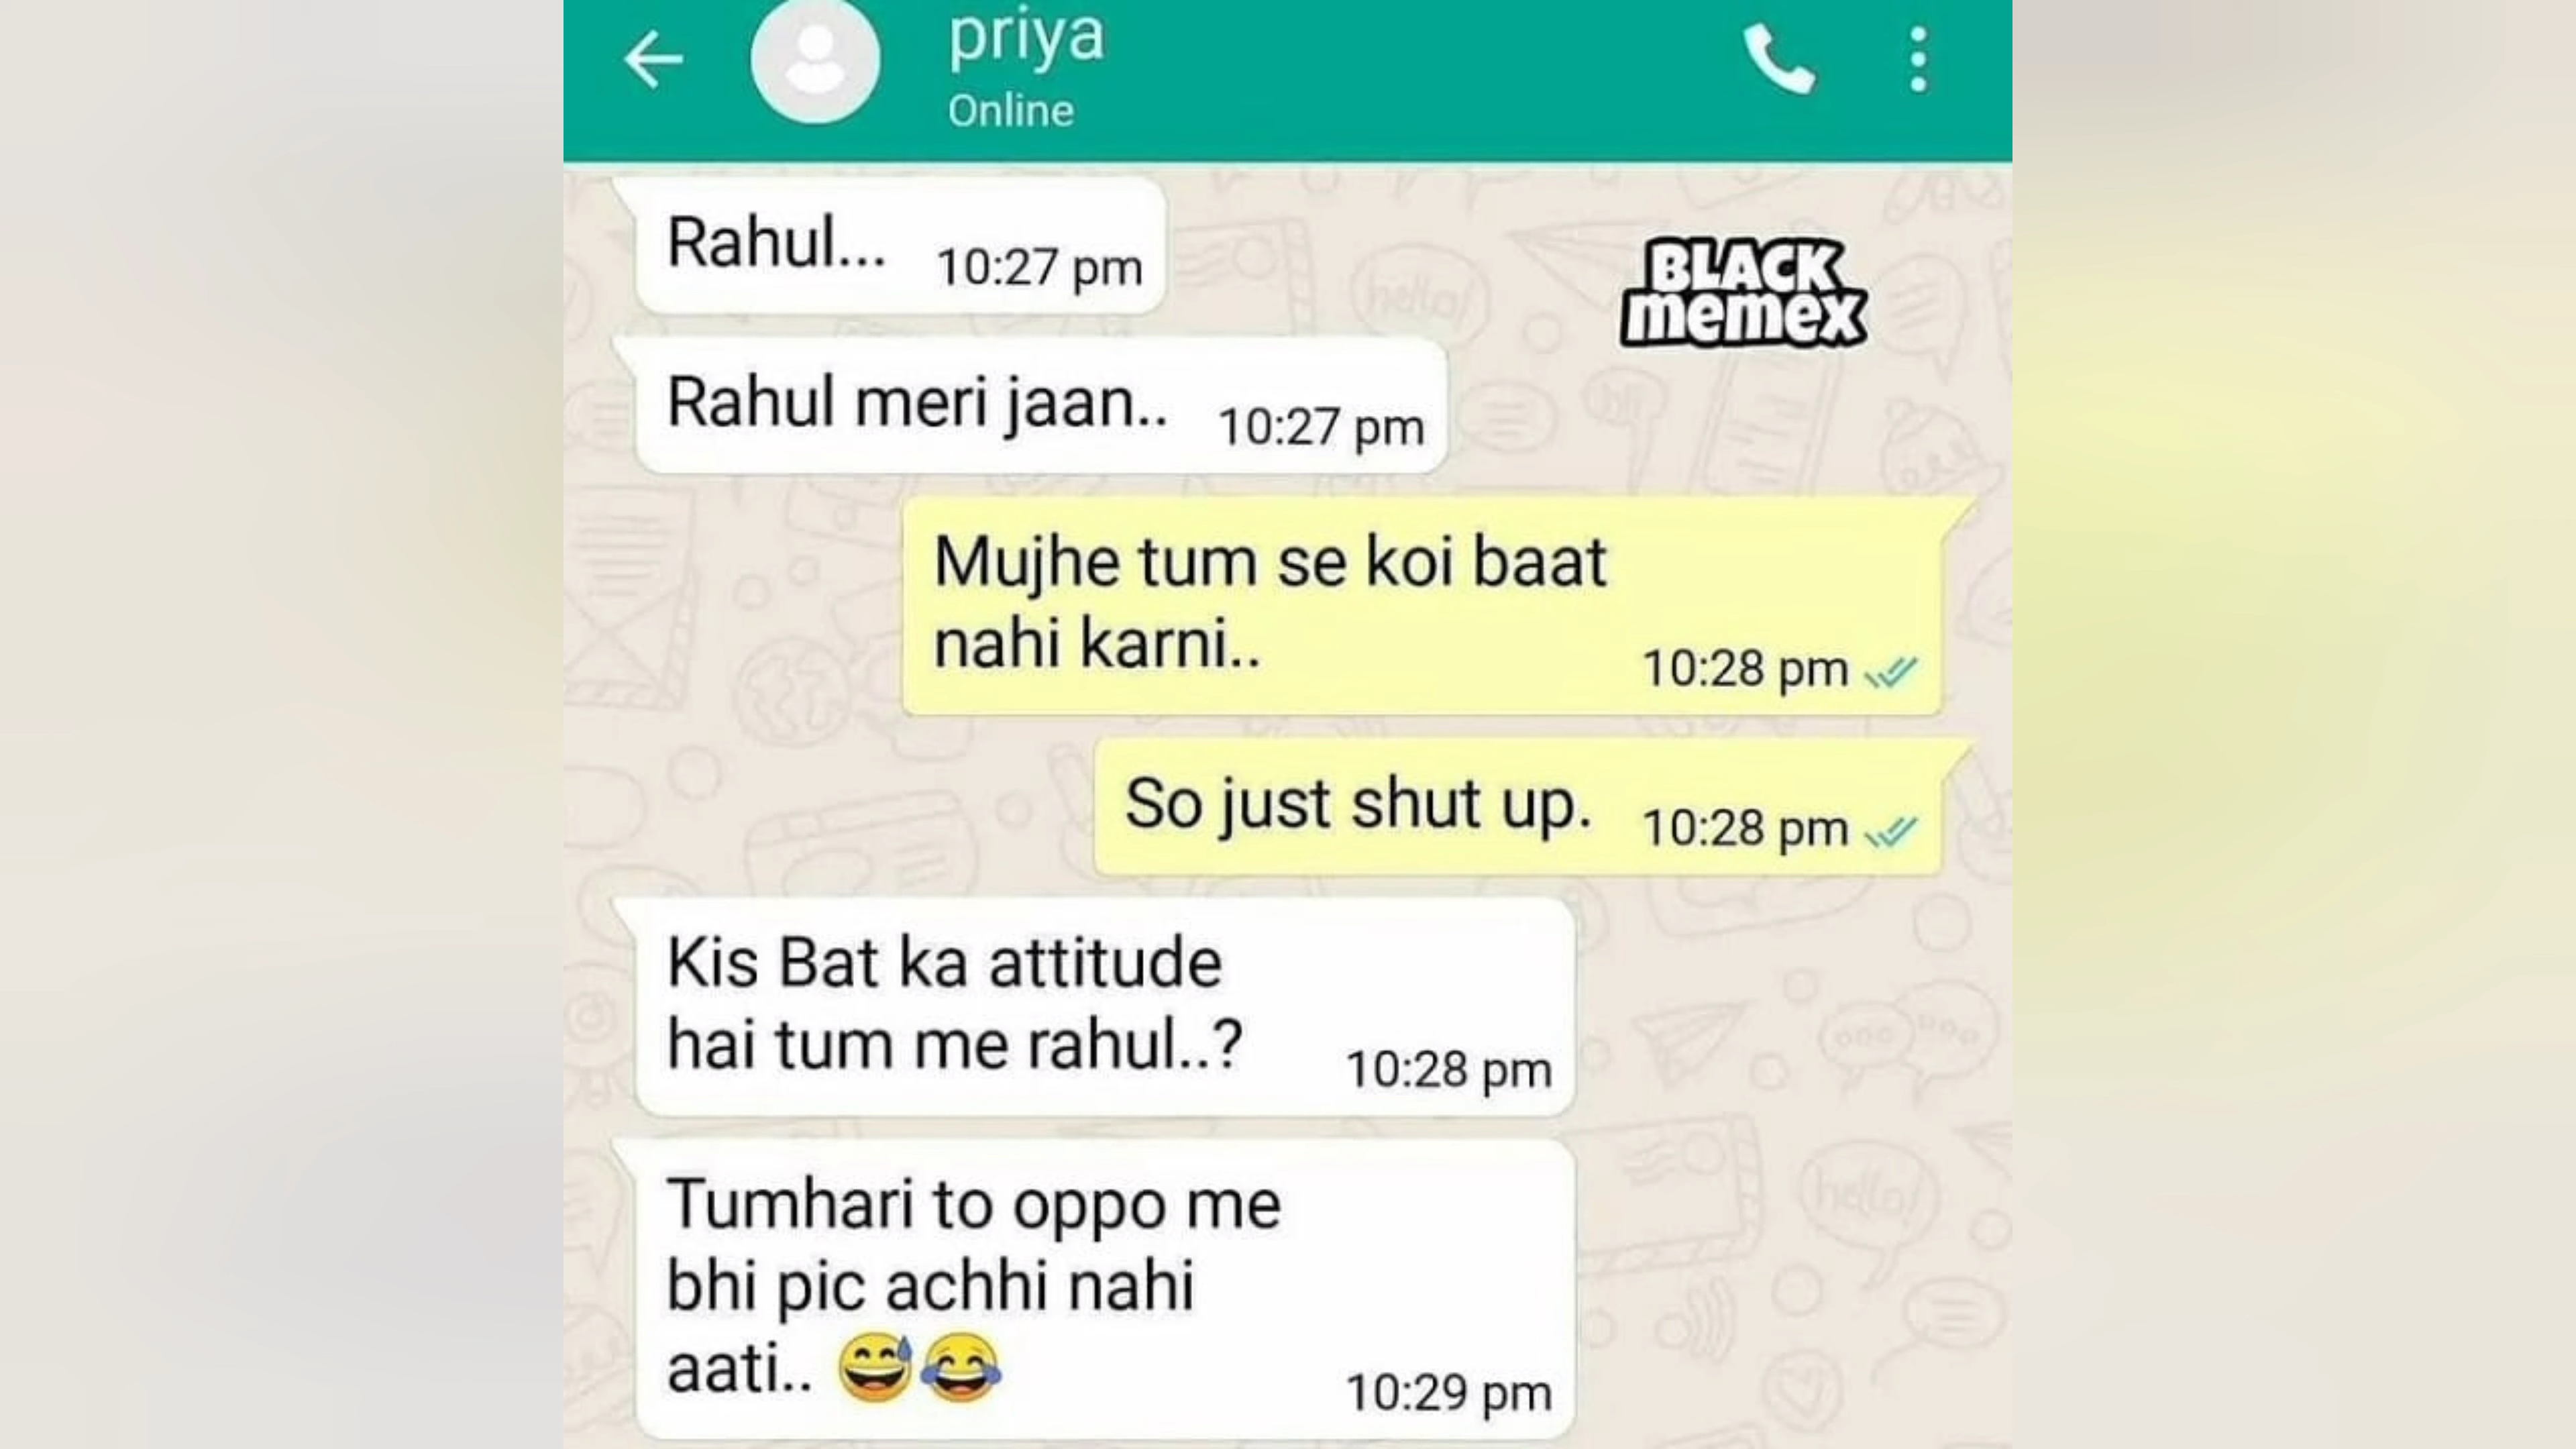 priya
Online
Rahul... 10:27 pm
BLACK
memex
Rahul meri jaan.. 10:27 pm
Mujhe tum se koi baat
nahi karni.. 10:28 pm
So just shut up. 10:28 pm
Kis Bat ka attitude
hai tum me rahul..? 10:28 pm
Tumhari to oppo me
bhi pic achhi nahi
aati.. 😅😂 10:29 pm